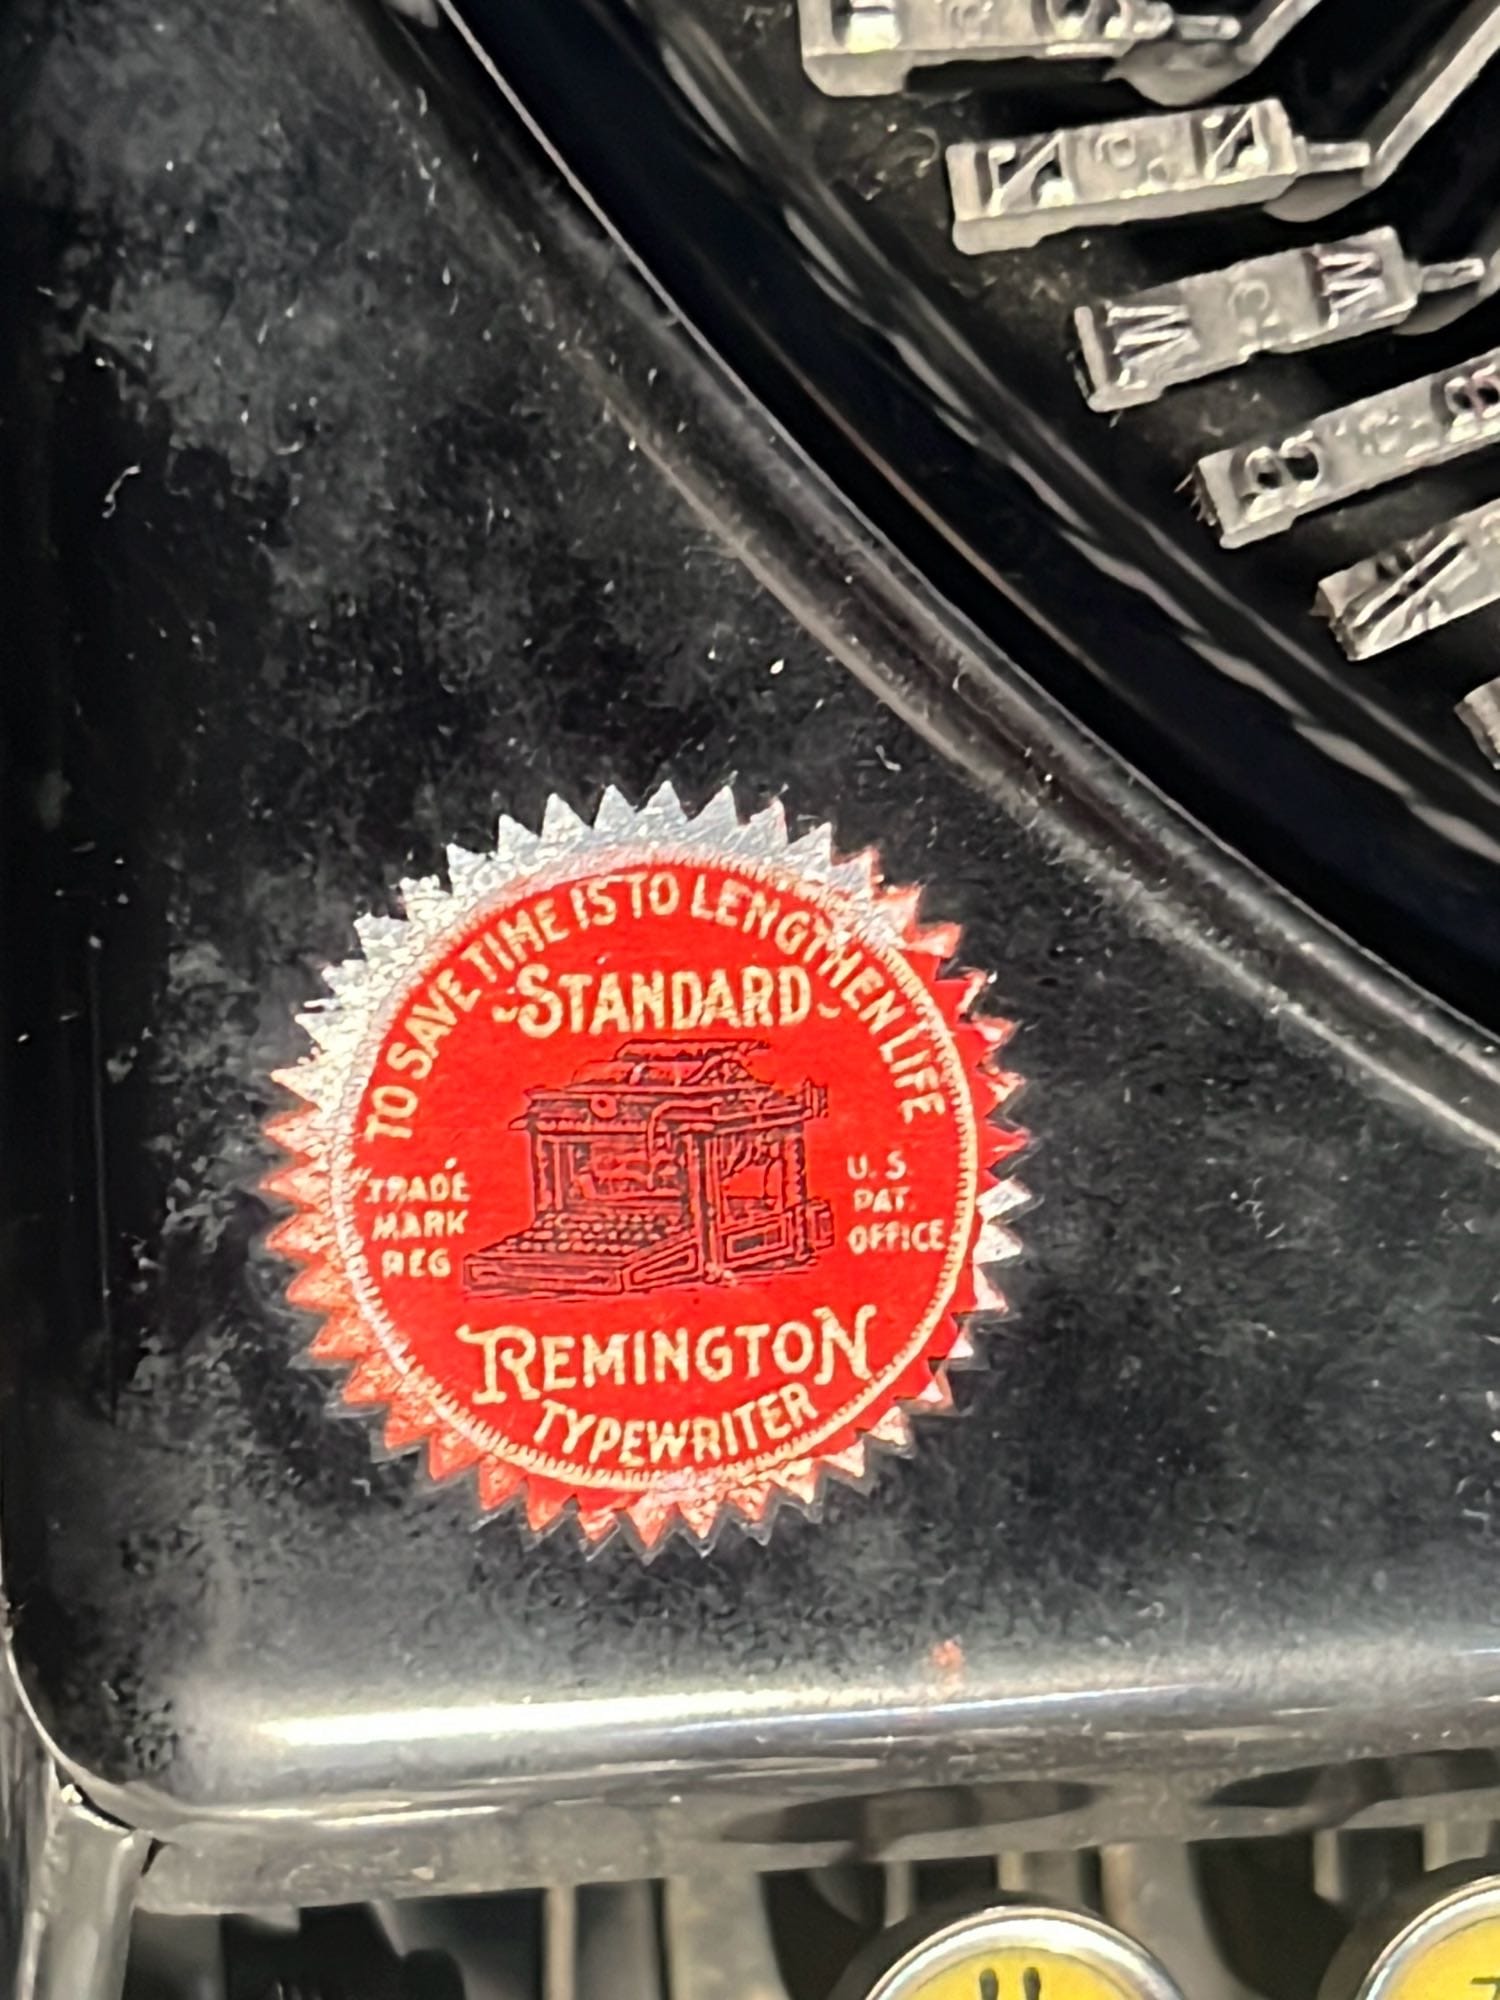 TO SAVE TIME IS TO LENGTHEN LIFE
~STANDARD~
TRADE
MARK
REG
U. S.
PAT.
OFFICE
REMINGTON
TYPEWRITER
W W